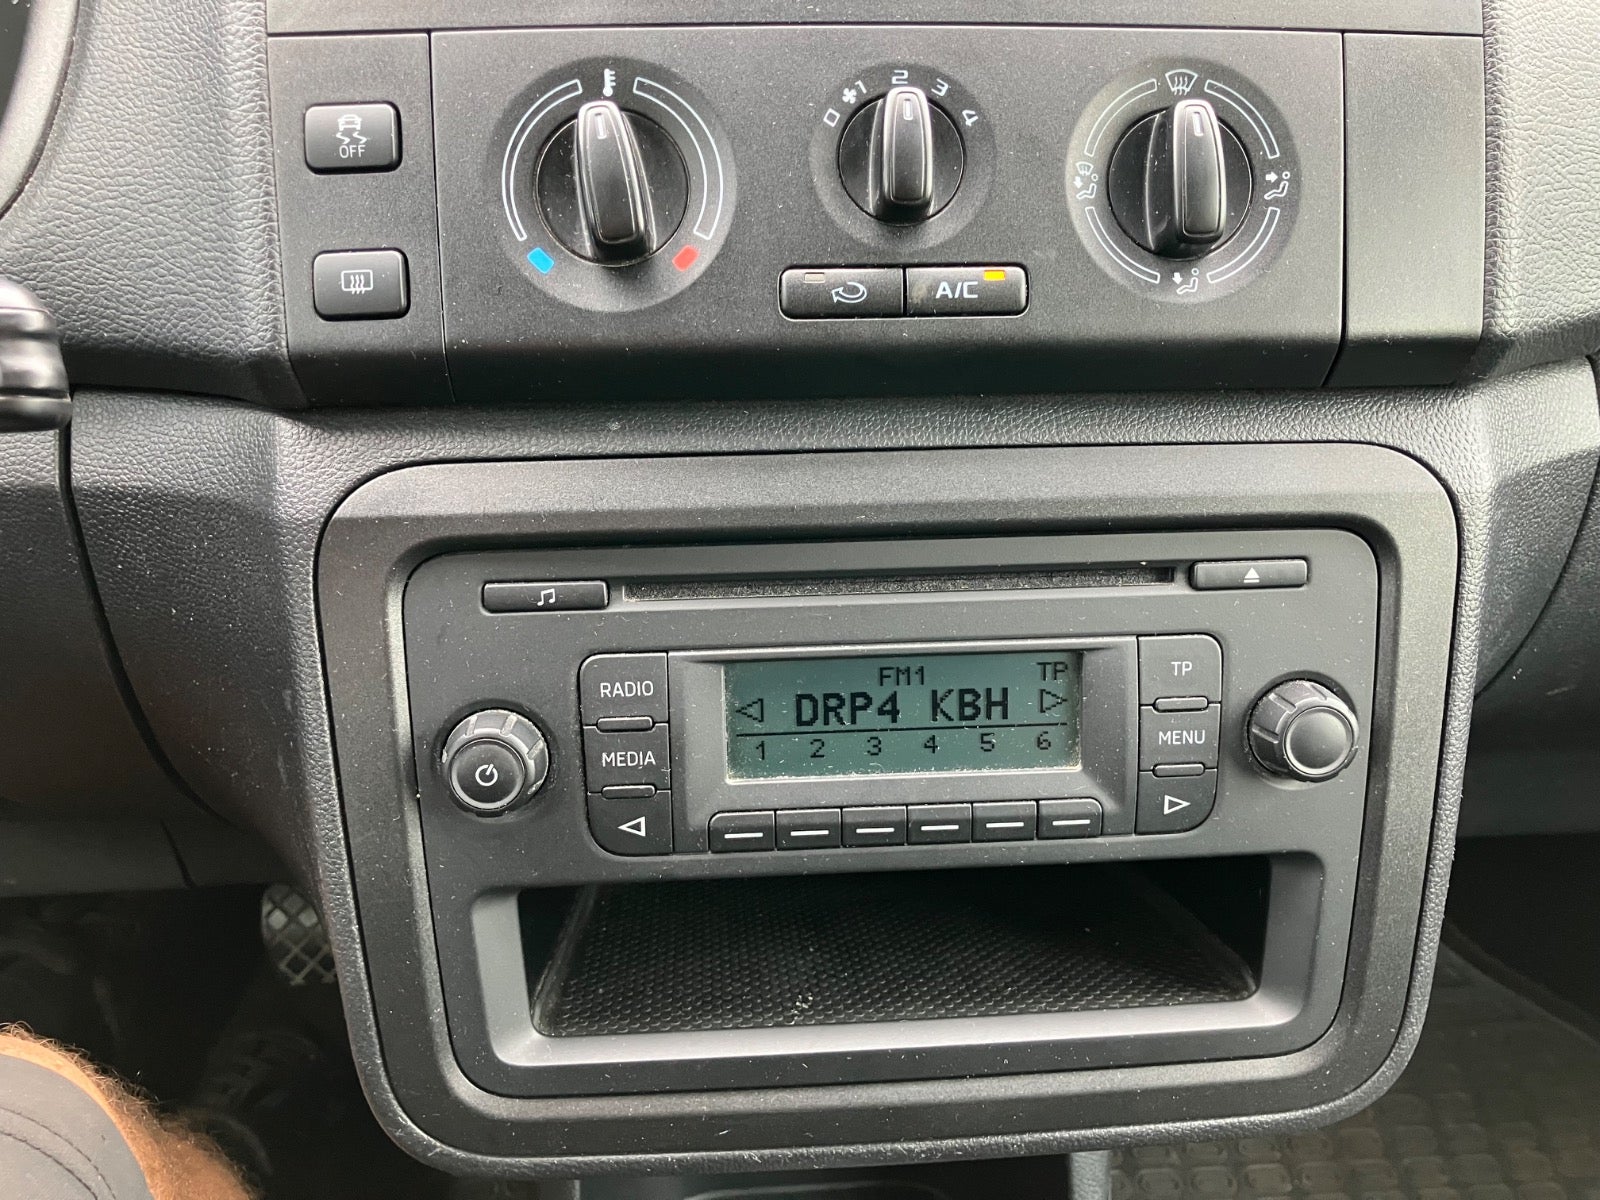 OFF
0 1 2 3 4
A/C
RADIO
MEDIA
FM1 TP
DRP4 KBH
1 2 3 4 5 6
TP
MENU